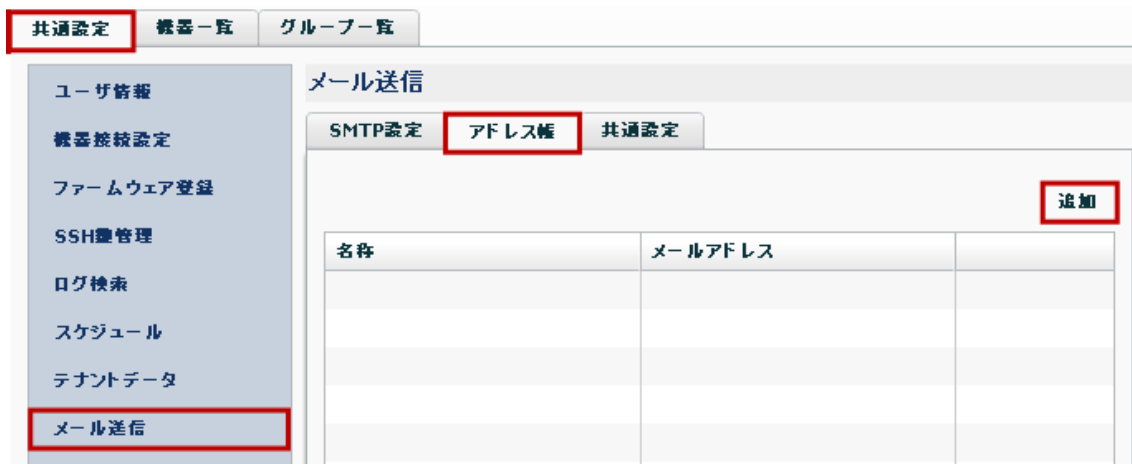 共通設定 機器一覧 グループ一覧
ユーザ情報
機器接続設定
ファームウェア登録
SSH鍵管理
ログ検索
スケジュール
テナントデータ
メール送信
メール送信
SMTP設定 アドレス帳 共通設定
追加
名称 メールアドレス